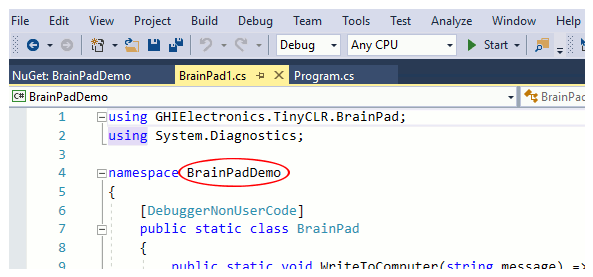 File View Project Build Debug Team Tools Test Analyze Window Help
Debug Any CPU Start
NuGet: BrainPadDemo BrainPad1.cs Program.cs
C# BrainPadDemo BrainPad
1 using GHIElectronics.TinyCLR.BrainPad;
2 using System.Diagnostics;
3
4 namespace BrainPadDemo
5 {
6 [DebuggerNonUserCode]
7 public static class BrainPad
8 {
9 public static void WriteToComputer(string message) =>